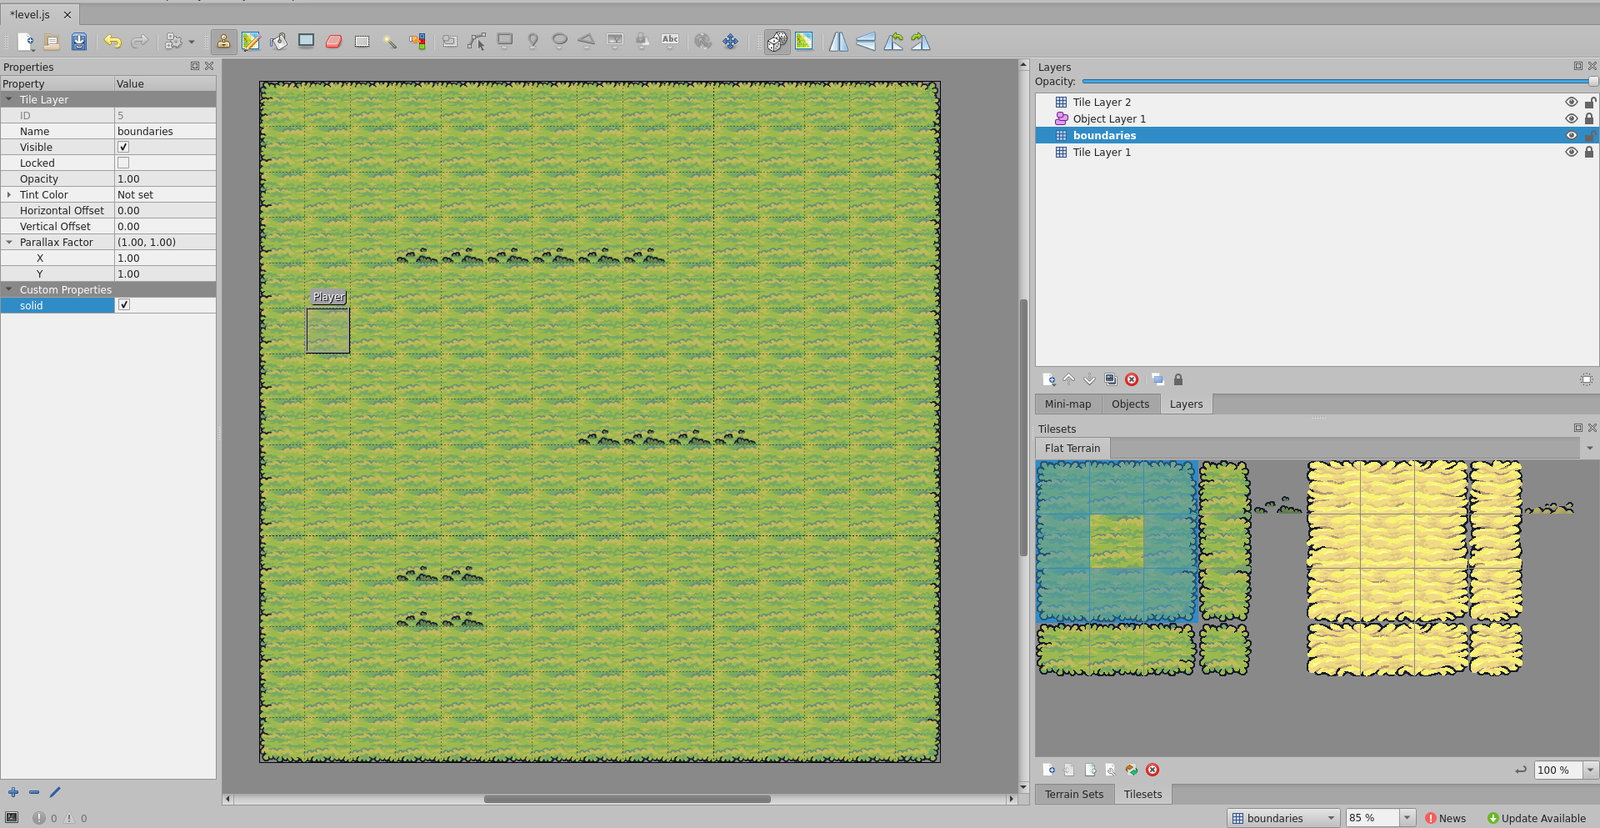 *level.js
Abc
Properties
Property Value
Tile Layer
ID 5
Name boundaries
Visible
Locked
Opacity 1.00
Tint Color Not set
Horizontal Offset 0.00
Vertical Offset 0.00
Parallax Factor (1.00, 1.00)
X 1.00
Y 1.00
Custom Properties
solid
Player
Layers
Opacity:
Tile Layer 2
Object Layer 1
boundaries
Tile Layer 1
Mini-map Objects Layers
Tilesets
Flat Terrain
100 %
Terrain Sets Tilesets
0 0
boundaries 85 % News Update Available